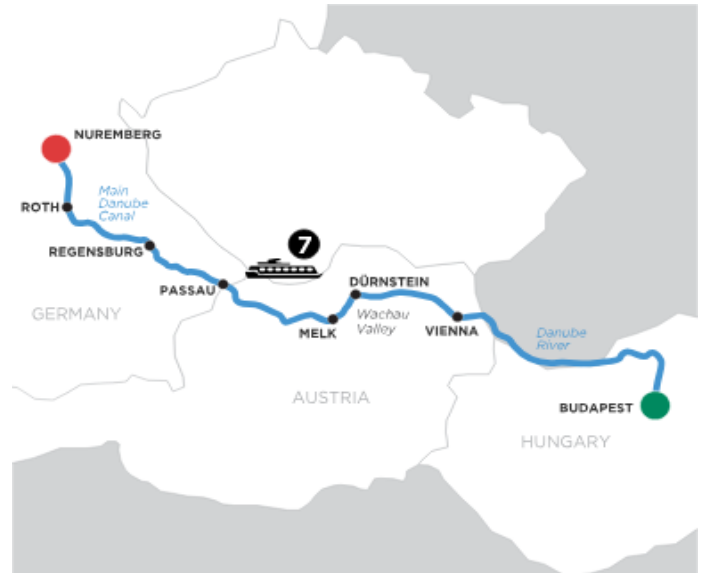 NUREMBERG
Main
Danube
Canal
ROTH
REGENSBURG
7
PASSAU
DÜRNSTEIN
GERMANY
Wachau
Valley
MELK
VIENNA
Danube
River
AUSTRIA
BUDAPEST
HUNGARY